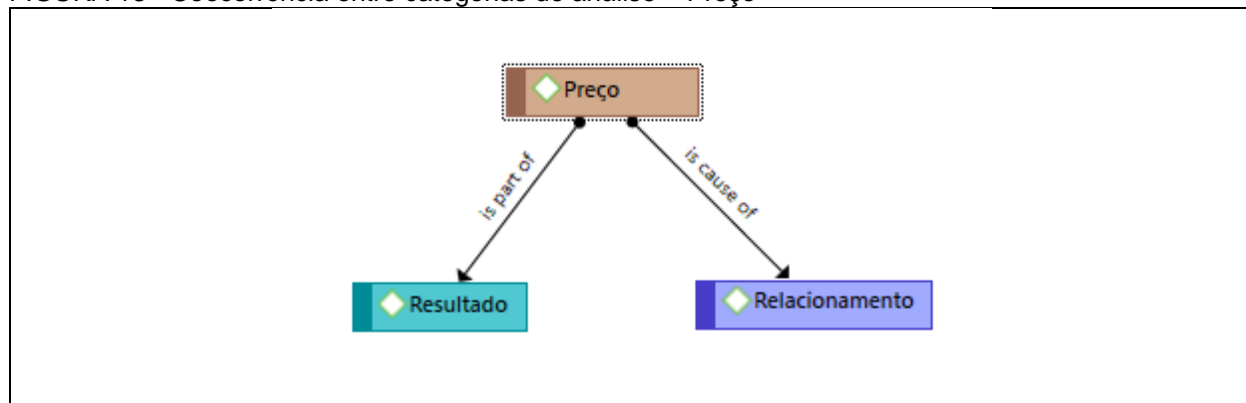 Preço
is part of
is cause of
Resultado
Relacionamento